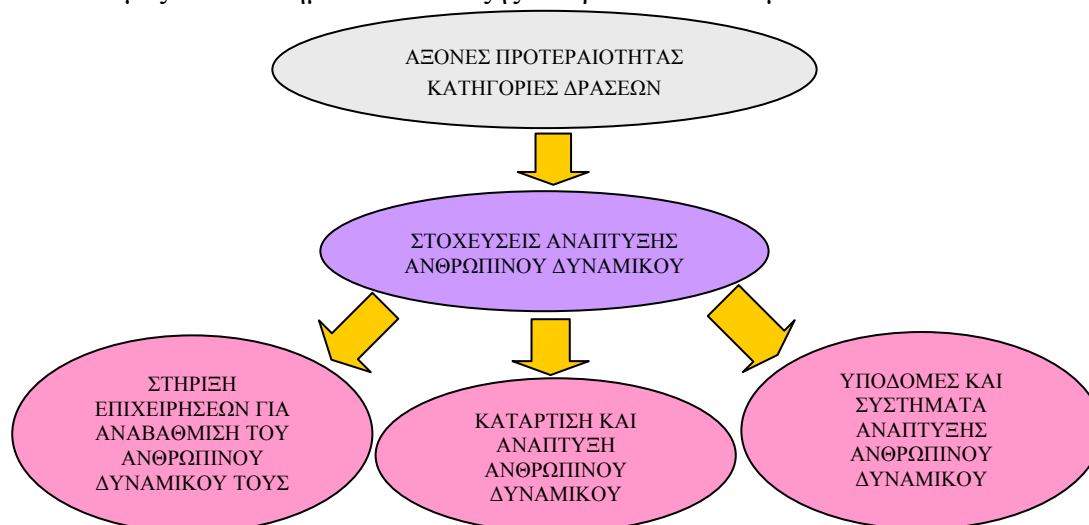 ΑΞΟΝΕΣ ΠΡΟΤΕΡΑΙΟΤΗΤΑΣ
ΚΑΤΗΓΟΡΙΕΣ ΔΡΑΣΕΩΝ
ΣΤΟΧΕΥΣΕΙΣ ΑΝΑΠΤΥΞΗΣ
ΑΝΘΡΩΠΙΝΟΥ ΔΥΝΑΜΙΚΟΥ
ΣΤΗΡΙΞΗ
ΕΠΙΧΕΙΡΗΣΕΩΝ ΓΙΑ
ΑΝΑΒΑΘΜΙΣΗ ΤΟΥ
ΑΝΘΡΩΠΙΝΟΥ
ΔΥΝΑΜΙΚΟΥ ΤΟΥΣ
ΚΑΤΑΡΤΙΣΗ ΚΑΙ
ΑΝΑΠΤΥΞΗ
ΑΝΘΡΩΠΙΝΟΥ
ΔΥΝΑΜΙΚΟΥ
ΥΠΟΔΟΜΕΣ ΚΑΙ
ΣΥΣΤΗΜΑΤΑ
ΑΝΑΠΤΥΞΗΣ
ΑΝΘΡΩΠΙΝΟΥ
ΔΥΝΑΜΙΚΟΥ